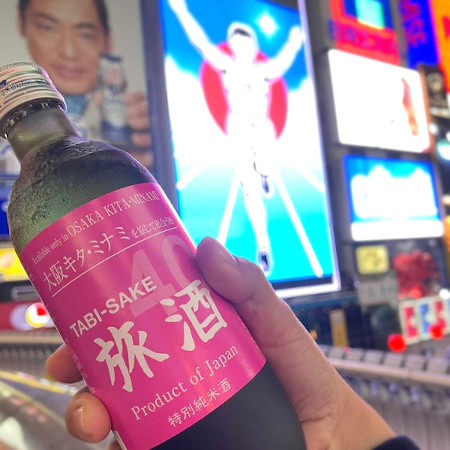 Available only in OSAKA KITA-MINAMI
大阪キタ・ミナミ
40
TABI-SAKE
旅酒
Product of Japan
特別純米酒